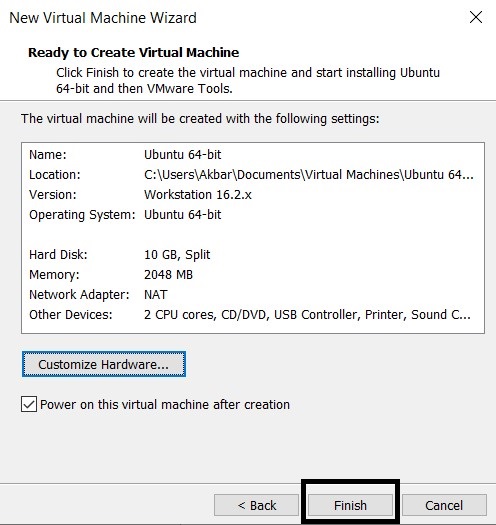 New Virtual Machine Wizard
Ready to Create Virtual Machine
Click Finish to create the virtual machine and start installing Ubuntu
64-bit and then VMware Tools.
The virtual machine will be created with the following settings:
Name: Ubuntu 64-bit
Location: C:\Users\Akbar\Documents\Virtual Machines\Ubuntu 64...
Version: Workstation 16.2.x
Operating System: Ubuntu 64-bit
Hard Disk: 10 GB, Split
Memory: 2048 MB
Network Adapter: NAT
Other Devices: 2 CPU cores, CD/DVD, USB Controller, Printer, Sound C...
Customize Hardware...
Power on this virtual machine after creation
< Back Finish Cancel